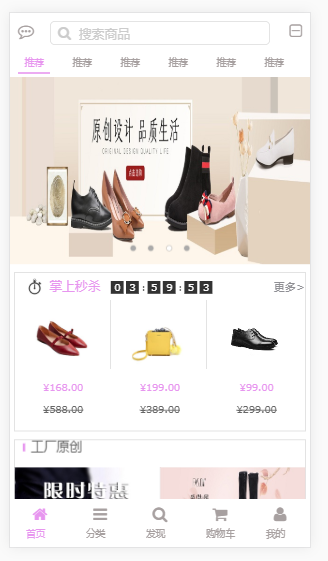 搜索商品
推荐 推荐 推荐 推荐 推荐 推荐
原创设计 品质生活
ORIGINAL DESIGN QUALITY LIFE
掌上秒杀 03:59:53 更多>
¥168.00 ¥199.00 ¥99.00
¥588.00 ¥389.00 ¥299.00
工厂原创
限时特惠
首页 分类 发现 购物车 我的